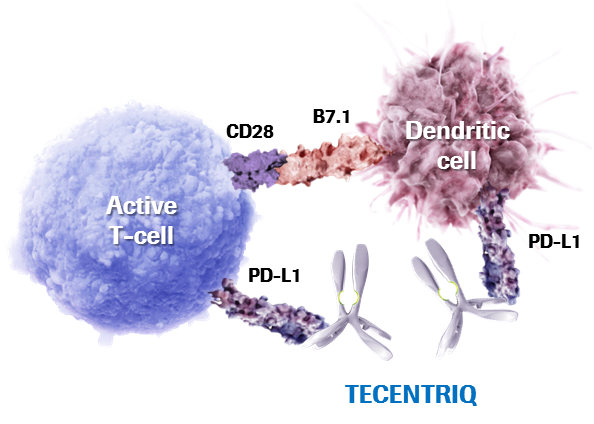 CD28
B7.1
Dendritic
cell
Active
T-cell
PD-L1
PD-L1
TECENTRIQ